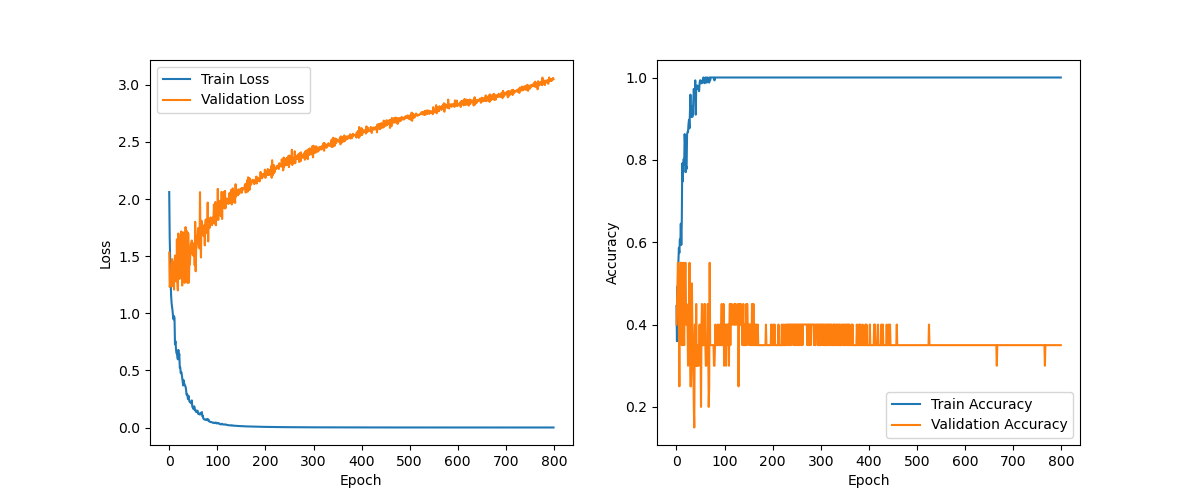 Train Loss
Validation Loss
3.0
2.5
2.0
1.5
1.0
0.5
0.0
Loss
0 100 200 300 400 500 600 700 800
Epoch
1.0
0.8
0.6
0.4
0.2
Accuracy
Train Accuracy
Validation Accuracy
0 100 200 300 400 500 600 700 800
Epoch